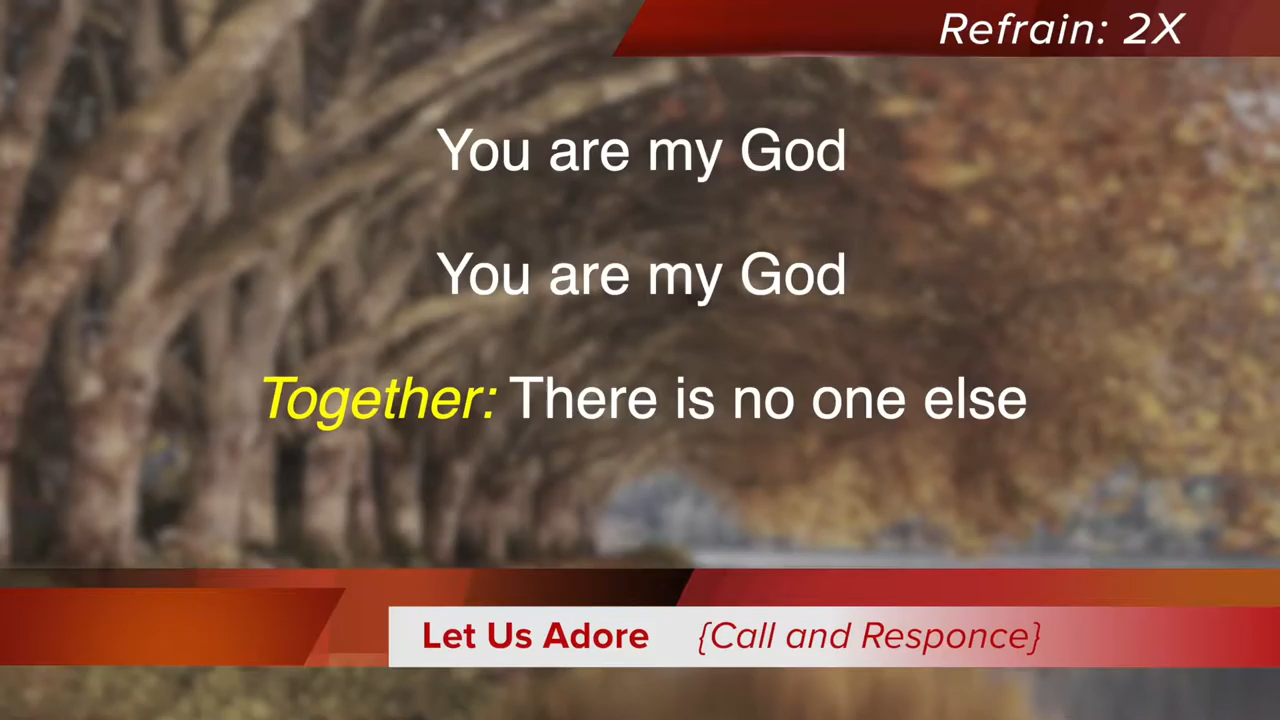 Refrain: 2X
You are my God
You are my God
Together: There is no one else
Let Us Adore {Call and Responce}